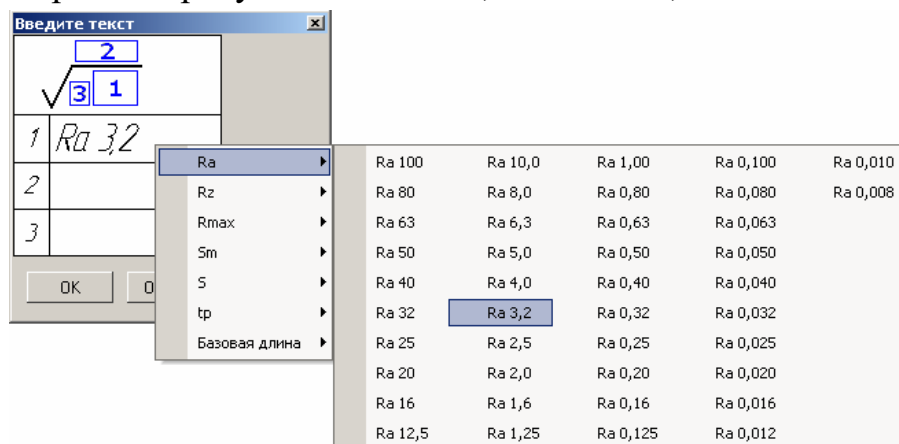 Введите текст
2
3 1
1 Ra 3,2
2
3
OK О
Ra
Rz
Rmax
Sm
S
tp
Базовая длина
Ra 100 Ra 10,0 Ra 1,00 Ra 0,100 Ra 0,010
Ra 80 Ra 8,0 Ra 0,80 Ra 0,080 Ra 0,008
Ra 63 Ra 6,3 Ra 0,63 Ra 0,063
Ra 50 Ra 5,0 Ra 0,50 Ra 0,050
Ra 40 Ra 4,0 Ra 0,40 Ra 0,040
Ra 32 Ra 3,2 Ra 0,32 Ra 0,032
Ra 25 Ra 2,5 Ra 0,25 Ra 0,025
Ra 20 Ra 2,0 Ra 0,20 Ra 0,020
Ra 16 Ra 1,6 Ra 0,16 Ra 0,016
Ra 12,5 Ra 1,25 Ra 0,125 Ra 0,012